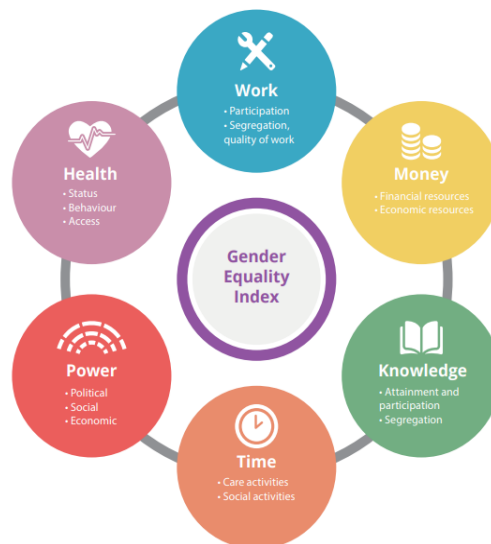 Work
• Participation
• Segregation,
quality of work
Money
• Financial resources
• Economic resources
Knowledge
• Attainment and
participation
• Segregation
Time
• Care activities
• Social activities
Power
• Political
• Social
• Economic
Health
• Status
• Behaviour
• Access
Gender
Equality
Index